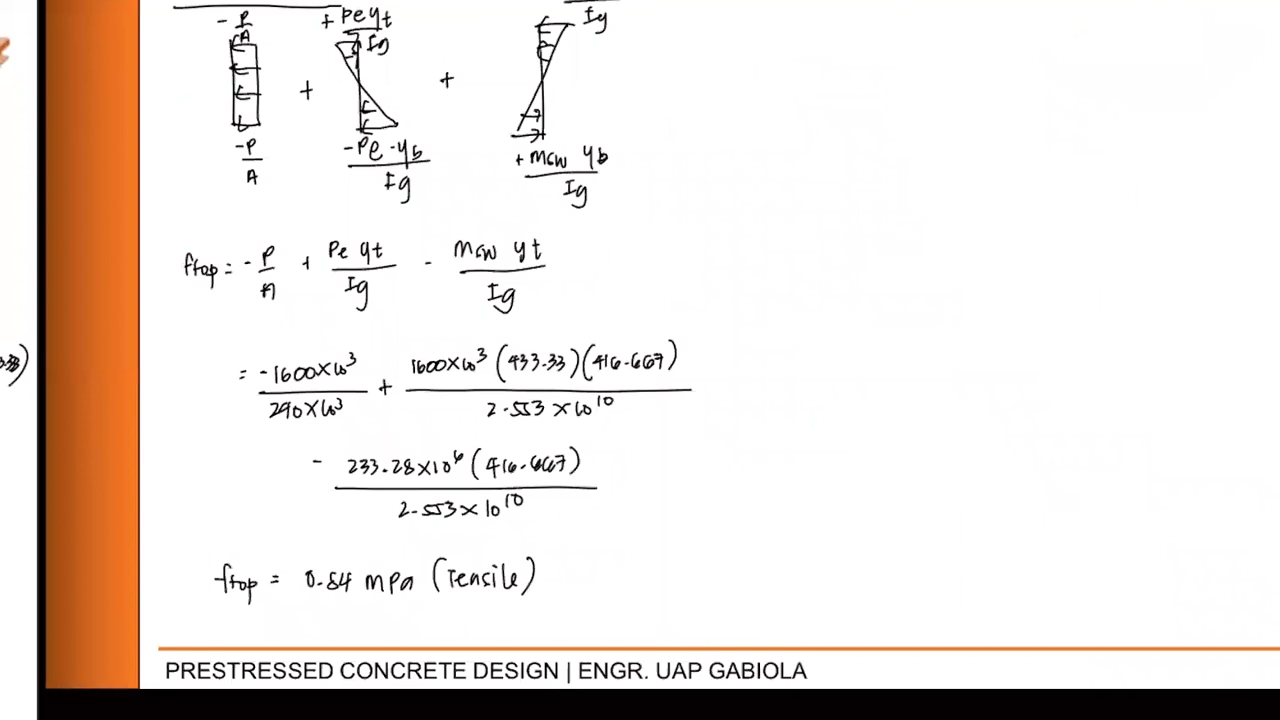 - P/A + Pe yt/Ig Ig
+ +
-P/A -Pe · yb/Ig + Mcw yb/Ig
ftop = - P/A + Pe yt/Ig - Mcw yt/Ig
= -1600×10³/290×10³ + 1600×10³ (433.33)(416.667)/2.553×10¹⁰
- 233.28×10⁶ (416.667)/2.553×10¹⁰
ftop = 0.54 mpa (Tensile)
PRESTRESSED CONCRETE DESIGN | ENGR. UAP GABIOLA